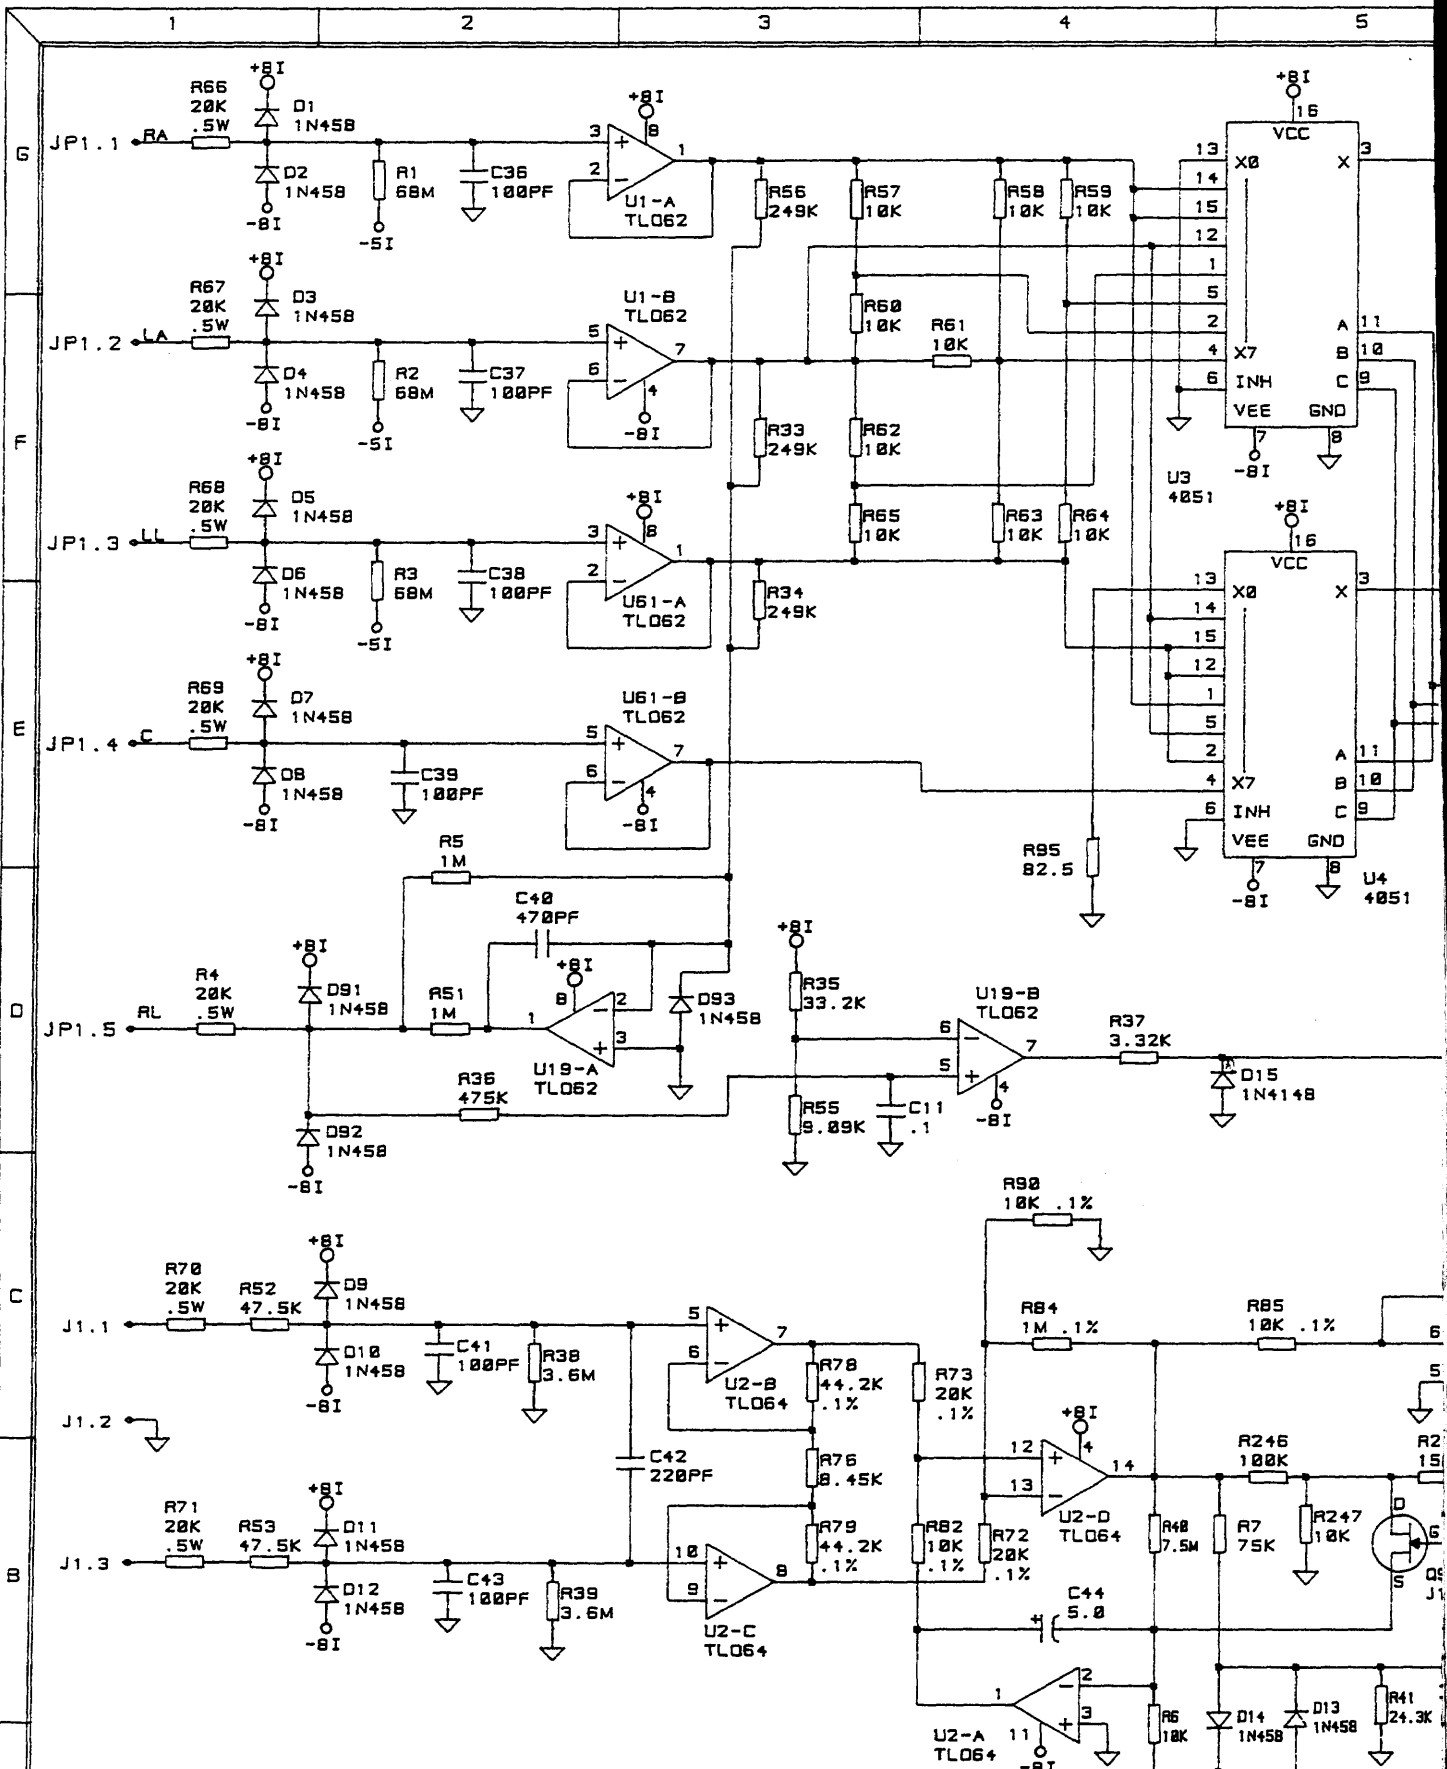 1 2 3 4 5
G
F
E
D
C
B
+8I
R66
20K
.5W
D1
1N458
JP1.1 RA
D2
1N458
-8I
R1
68M
-5I
C36
100PF
+8I
3 8 1
2
U1-A
TL062
R56
249K
R57
10K
R58
10K
R59
10K
+8I
16
VCC
13 X0 X 3
14
15
12
1
5
2 A 11
4 X7 B 10
6 INH C 9
VEE GND
7 8
-8I
U3
4051
+8I
R67
20K
.5W
D3
1N458
JP1.2 LA
D4
1N458
-8I
R2
68M
-5I
C37
100PF
U1-B
TL062
5 7
6 4
-8I
R60
10K
R61
10K
R33
249K
R62
10K
+8I
R68
20K
.5W
D5
1N458
JP1.3 LL
D6
1N458
-8I
R3
68M
-5I
C38
100PF
+8I
3 8 1
2
U61-A
TL062
R65
10K
R63
10K
R64
10K
R34
249K
+8I
16
VCC
13 X0 X 3
14
15
12
1
5
2 A 11
4 X7 B 10
6 INH C 9
VEE GND
7 8
-8I
U4
4051
+8I
R69
20K
.5W
D7
1N458
JP1.4 C
D8
1N458
-8I
C39
100PF
U61-B
TL062
5 7
6 4
-8I
R95
82.5
R5
1M
C40
470PF
+8I
R4
20K
.5W
D91
1N458
JP1.5 RL
R51
1M
+8I
8 2
1 3
U19-A
TL062
D93
1N458
R36
475K
D92
1N458
-8I
+8I
R35
33.2K
R55
9.09K
C11
.1
U19-B
TL062
6 7
5 4
-8I
R37
3.32K
D15
1N4148
R90
10K .1%
+8I
R70
20K
.5W
R52
47.5K
D9
1N458
J1.1
D10
1N458
-8I
C41
100PF
R38
3.6M
5 7
6
U2-B
TL064
R78
44.2K
.1%
R73
20K
.1%
R84
1M .1%
R85
10K .1%
6
5
J1.2
C42
220PF
R76
8.45K
+8I
12 4 14
13
U2-D
TL064
R246
100K
R2
15
+8I
R71
20K
.5W
R53
47.5K
D11
1N458
J1.3
D12
1N458
-8I
C43
100PF
R39
3.6M
10 8
9
U2-C
TL064
R79
44.2K
.1%
R82
10K
.1%
R72
20K
.1%
R40
7.5M
R7
75K
R247
10K
D
G
S
J1
C44
+ 5.0
1 2
11 3
U2-A
TL064
-8I
R6
10K
D14
1N458
D13
1N458
R41
24.3K